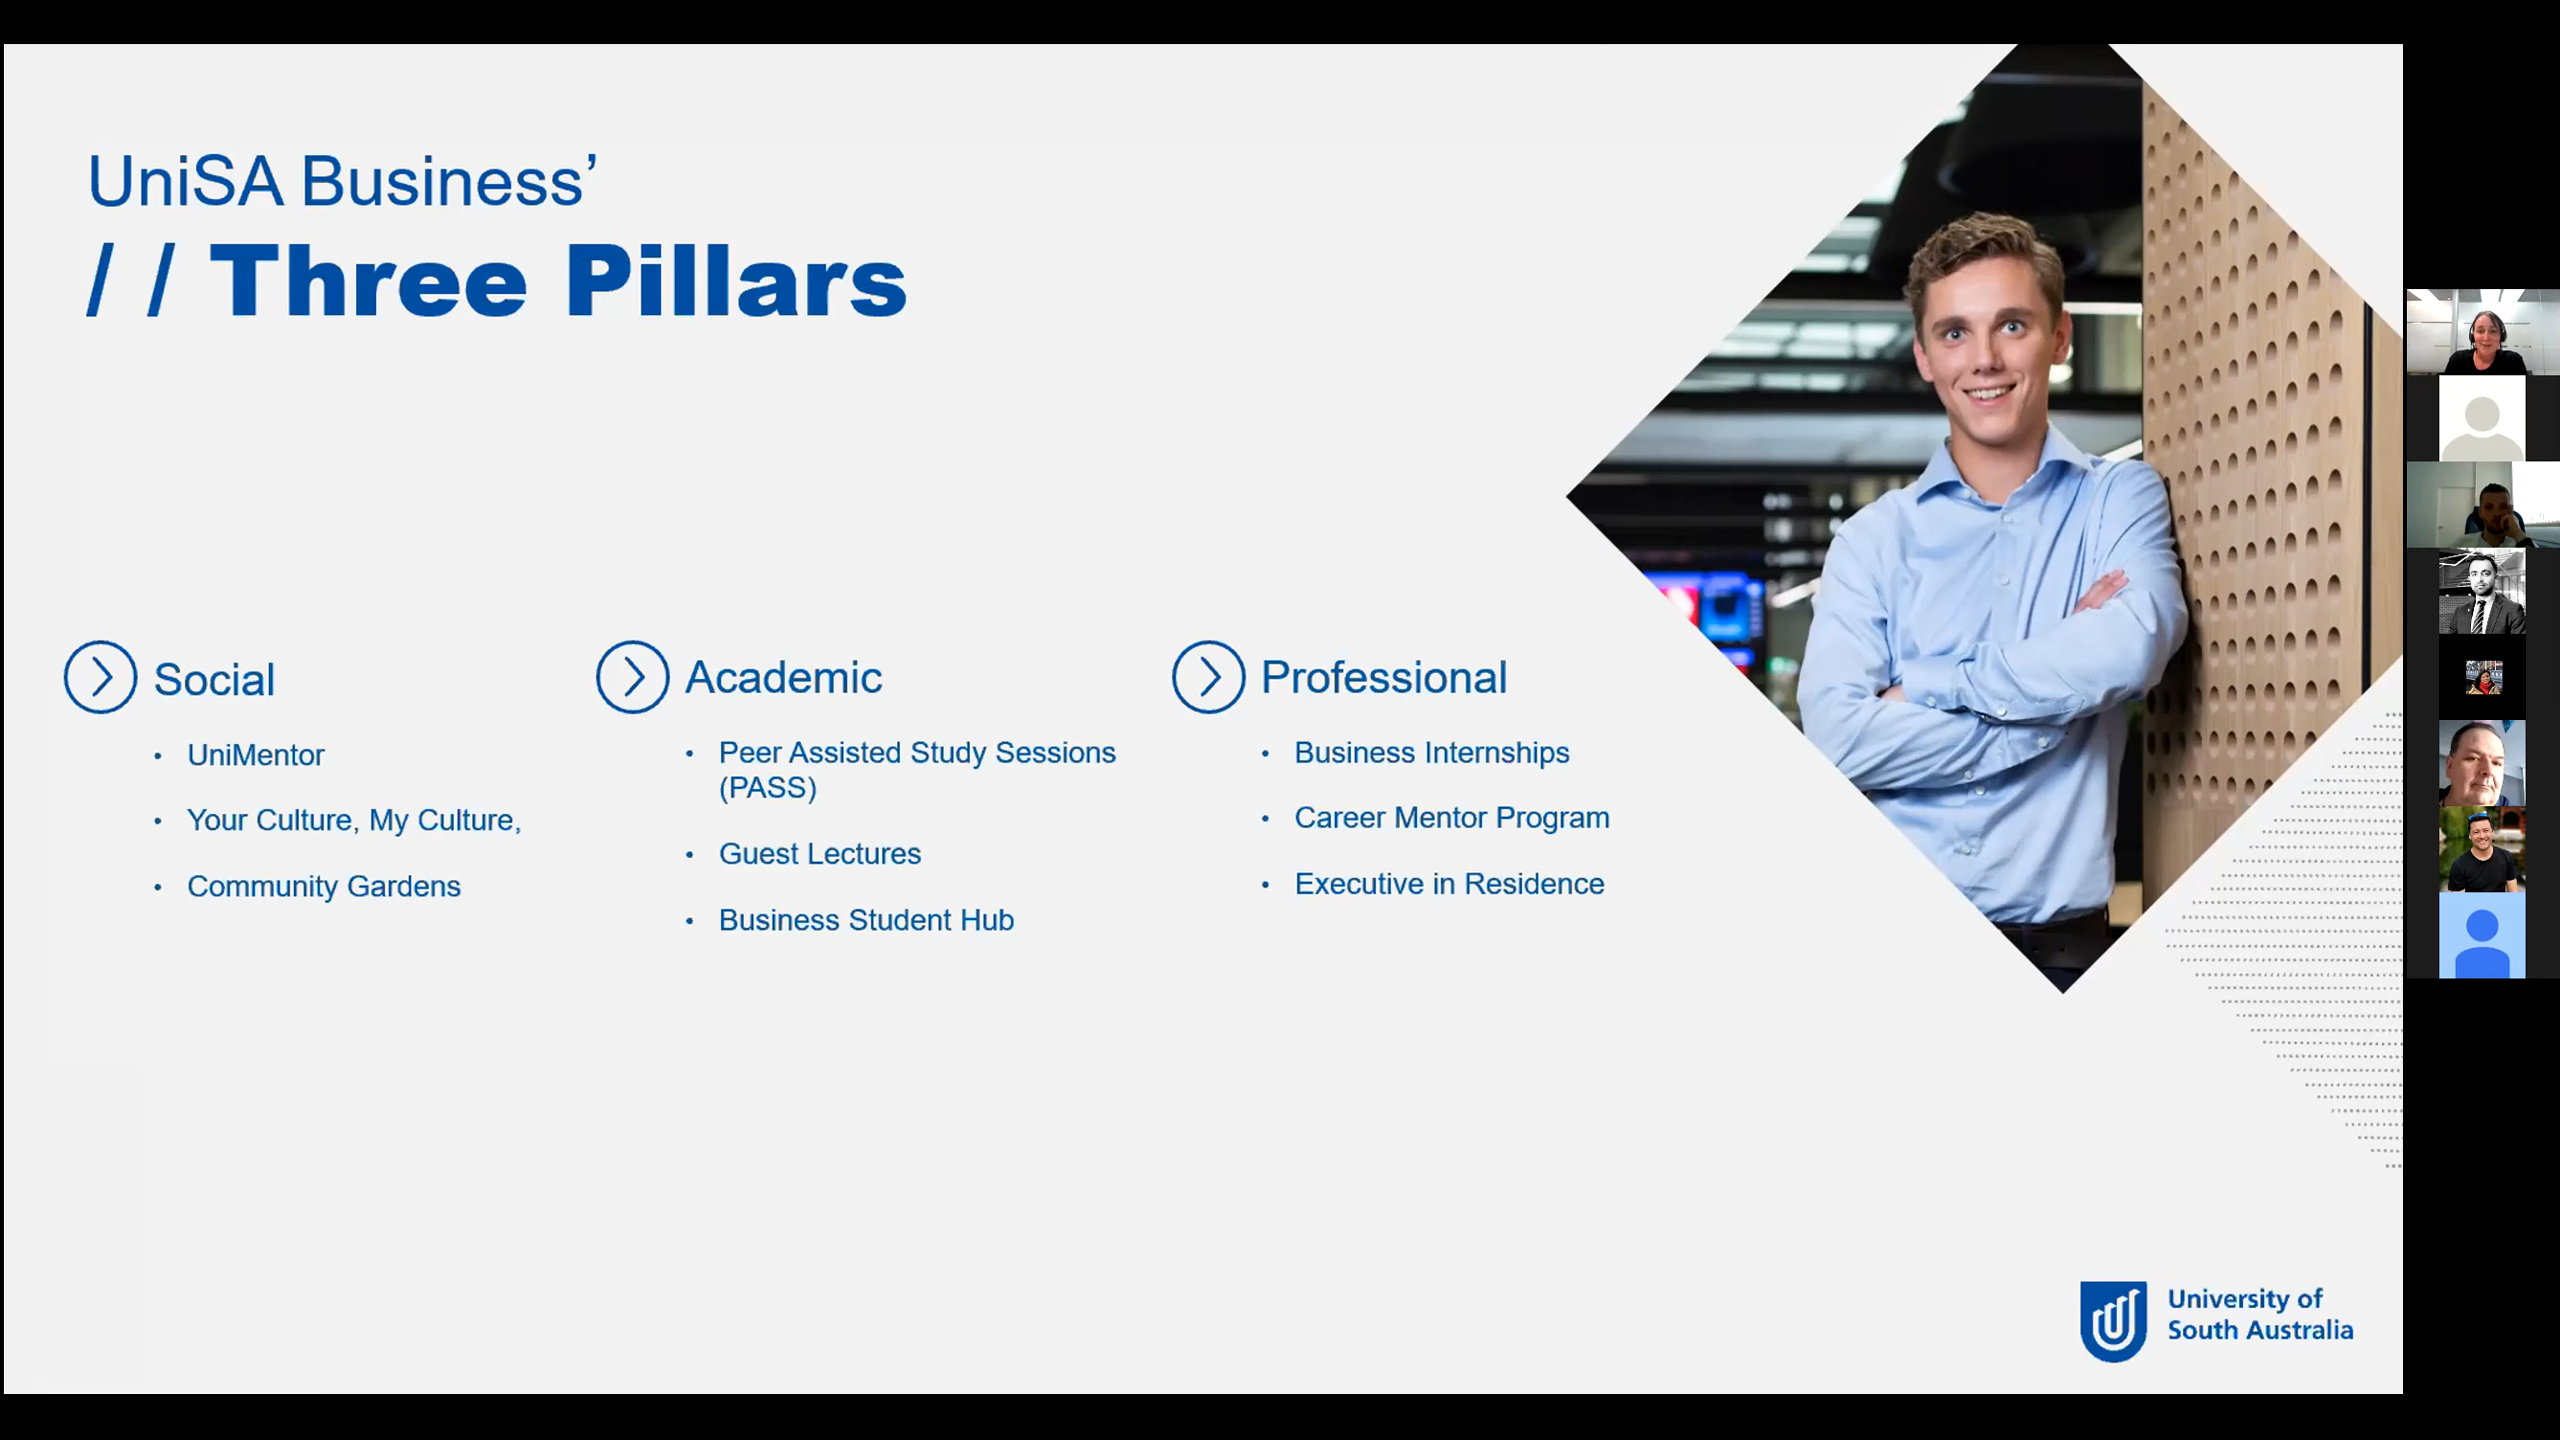 UniSA Business’
/ / Three Pillars
Social
• UniMentor
• Your Culture, My Culture,
• Community Gardens
Academic
• Peer Assisted Study Sessions
(PASS)
• Guest Lectures
• Business Student Hub
Professional
• Business Internships
• Career Mentor Program
• Executive in Residence
University of
South Australia